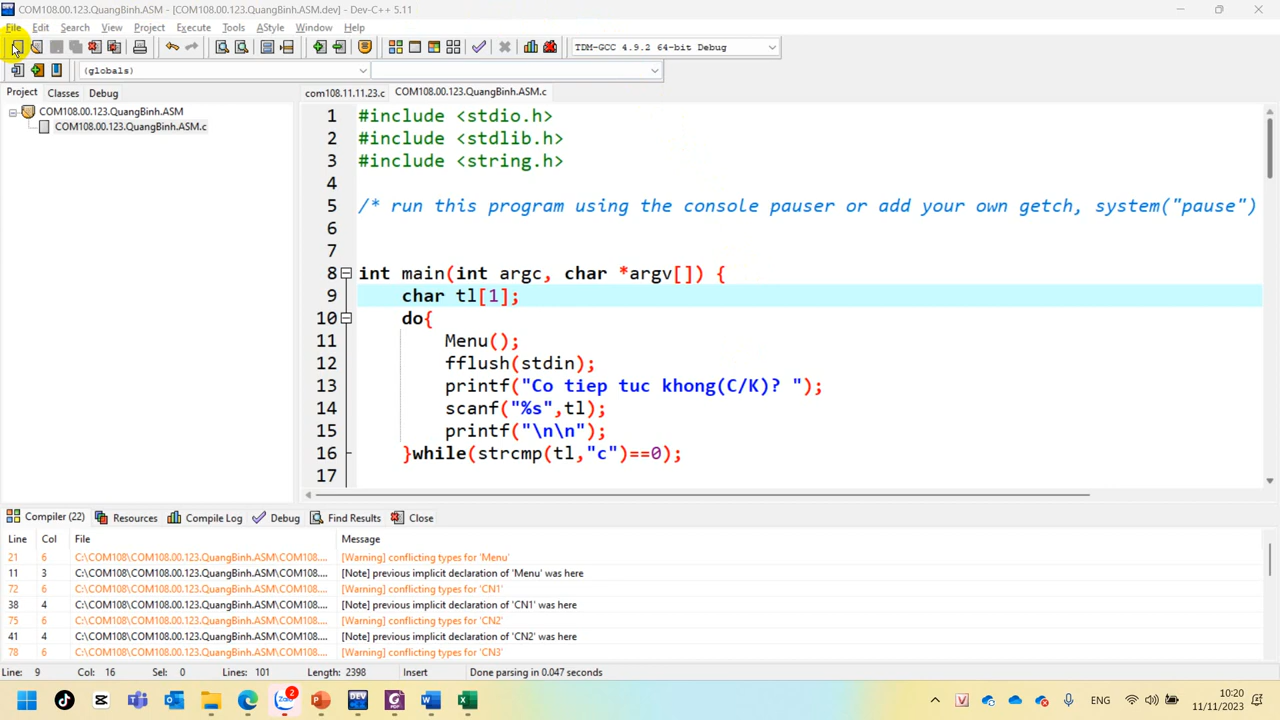 COM108.00.123.QuangBinh.ASM - [COM108.00.123.QuangBinh.ASM.dev] - Dev-C++ 5.11
File Edit Search View Project Execute Tools AStyle Window Help
TDM-GCC 4.9.2 64-bit Debug
(globals)
Project Classes Debug
com108.11.11.23.c COM108.00.123.QuangBinh.ASM.c
COM108.00.123.QuangBinh.ASM
COM108.00.123.QuangBinh.ASM.c
1 #include <stdio.h>
2 #include <stdlib.h>
3 #include <string.h>
4
5 /* run this program using the console pauser or add your own getch, system("pause")
6
7
8 int main(int argc, char *argv[]) {
9 char tl[1];
10 do{
11 Menu();
12 fflush(stdin);
13 printf("Co tiep tuc khong(C/K)? ");
14 scanf("%s",tl);
15 printf("\n\n");
16 }while(strcmp(tl,"c")==0);
17
Compiler (22) Resources Compile Log Debug Find Results Close
Line Col File Message
21 6 C:\COM108\COM108.00.123.QuangBinh.ASM\COM108.... [Warning] conflicting types for 'Menu'
11 3 C:\COM108\COM108.00.123.QuangBinh.ASM\COM108.... [Note] previous implicit declaration of 'Menu' was here
72 6 C:\COM108\COM108.00.123.QuangBinh.ASM\COM108.... [Warning] conflicting types for 'CN1'
38 4 C:\COM108\COM108.00.123.QuangBinh.ASM\COM108.... [Note] previous implicit declaration of 'CN1' was here
75 6 C:\COM108\COM108.00.123.QuangBinh.ASM\COM108.... [Warning] conflicting types for 'CN2'
41 4 C:\COM108\COM108.00.123.QuangBinh.ASM\COM108.... [Note] previous implicit declaration of 'CN2' was here
78 6 C:\COM108\COM108.00.123.QuangBinh.ASM\COM108.... [Warning] conflicting types for 'CN3'
Line: 9 Col: 16 Sel: 0 Lines: 101 Length: 2398 Insert Done parsing in 0.047 seconds
2
DEV
V
ENG
10:20
11/11/2023